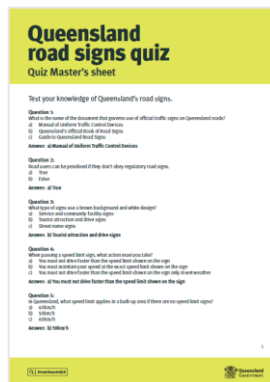 Queensland
road signs quiz
Quiz Master's sheet
Test your knowledge of Queensland's road signs.
Question 1:
What is the name of the document that governs use of official traffic signs on Queensland roads?
a) Manual of Uniform Traffic Control Devices
b) Queensland's Official Book of Road Signs
c) Guide to Queensland Road Signs
Answer: a) Manual of Uniform Traffic Control Devices
Question 2:
Road users can be penalised if they don't obey regulatory road signs.
a) True
b) False
Answer: a) True
Question 3:
What type of signs use a brown background and white design?
a) Service and community facility signs
b) Tourist attraction and drive signs
c) Street name signs
Answer: b) Tourist attraction and drive signs
Question 4:
When passing a speed limit sign, what action must you take?
a) You must not drive faster than the speed limit shown on the sign
b) You must maintain your speed at the exact speed limit shown on the sign
c) You must not drive faster than the speed limit shown on the sign only in wet weather
Answer: a) You must not drive faster than the speed limit shown on the sign
Question 5:
In Queensland, what speed limit applies in a built-up area if there are no speed limit signs?
a) 40km/h
b) 50km/h
c) 60km/h
Answer: b) 50km/h
Queensland
Government